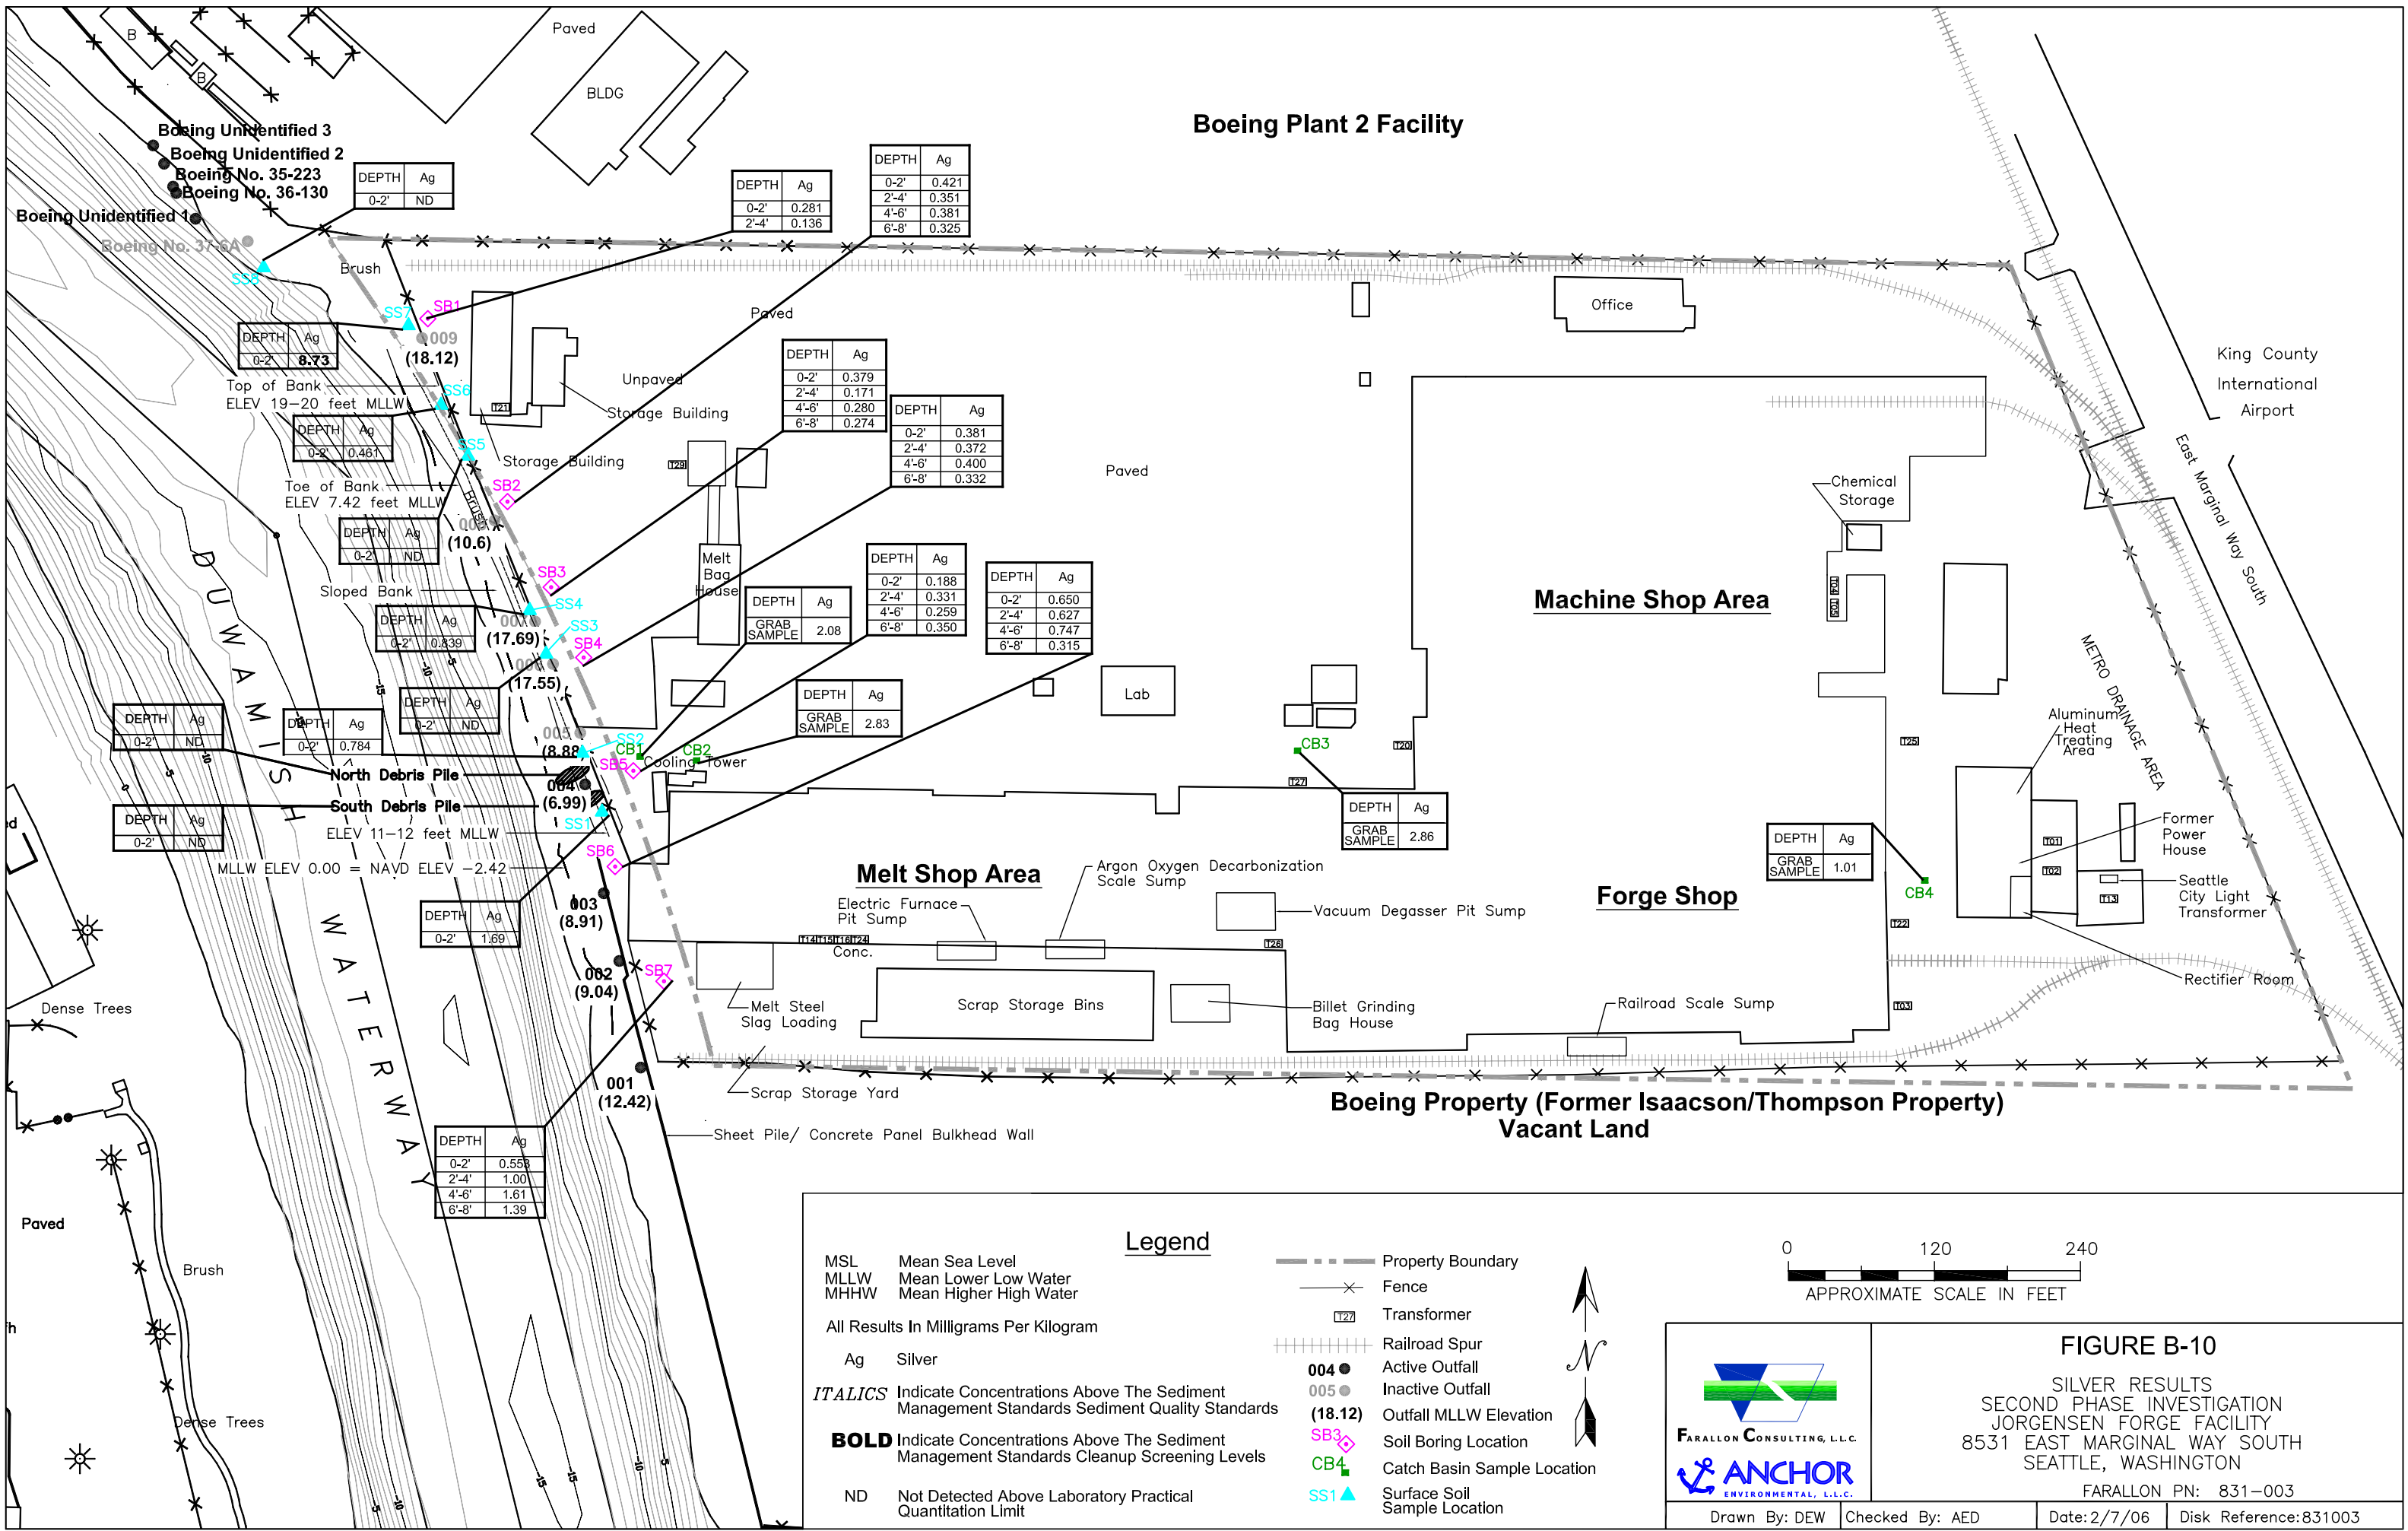 B
B
Paved
BLDG
Boeing Plant 2 Facility
Boeing Unidentified 3
Boeing Unidentified 2
Boeing No. 35-223
Boeing No. 36-130
Boeing Unidentified 1
Boeing No. 37-6A
DEPTH Ag
0-2' ND
DEPTH Ag
0-2' 0.281
2'-4' 0.136
DEPTH Ag
0-2' 0.421
2'-4' 0.351
4'-6' 0.381
6'-8' 0.325
Brush
SS8
SS7
SB1
009
(18.12)
DEPTH Ag
0-2' 8.73
Paved
Office
King County
International
Airport
East Marginal Way South
Top of Bank
ELEV 19-20 feet MLLW
SS6
T21
Unpaved
Storage Building
DEPTH Ag
0-2' 0.379
2'-4' 0.171
4'-6' 0.280
6'-8' 0.274
DEPTH Ag
0-2' 0.381
2'-4' 0.372
4'-6' 0.400
6'-8' 0.332
DEPTH Ag
0-2' 0.461
SS5
Storage Building
T29
Paved
Toe of Bank
ELEV 7.42 feet MLLW
Brush
SB2
(10.6)
Chemical
Storage
DEPTH Ag
0-2' ND
Sloped Bank
SB3
Melt
Bag
House
DEPTH Ag
0-2' 0.188
2'-4' 0.331
4'-6' 0.259
6'-8' 0.350
DEPTH Ag
0-2' 0.650
2'-4' 0.627
4'-6' 0.747
6'-8' 0.315
DEPTH Ag
GRAB
SAMPLE 2.08
Machine Shop Area
DUWAMISH WATERWAY
DEPTH Ag
0-2' 0.839
SS4
(17.69)
SS3
SB4
(17.55)
METRO DRAINAGE AREA
DEPTH Ag
0-2' ND
DEPTH Ag
0-2' 0.784
DEPTH Ag
0-2' ND
DEPTH Ag
GRAB
SAMPLE 2.83
Lab
T20
T25
Aluminum
Heat
Treating
Area
005
(8.88)
SS2
CB1
CB2
SB5
Cooling Tower
CB3
T27
North Debris Pile
004
(6.99)
South Debris Pile
SS1
DEPTH Ag
0-2' ND
ELEV 11-12 feet MLLW
MLLW ELEV 0.00 = NAVD ELEV -2.42
SB6
DEPTH Ag
GRAB
SAMPLE 2.86
DEPTH Ag
GRAB
SAMPLE 1.01
CB4
T01
T02
T13
Former
Power
House
Seattle
City Light
Transformer
Rectifier Room
Melt Shop Area
Argon Oxygen Decarbonization
Scale Sump
Electric Furnace
Pit Sump
Vacuum Degasser Pit Sump
Forge Shop
T22
T03
T14 T15 T16 T24
Conc.
T26
DEPTH Ag
0-2' 1.69
003
(8.91)
002
(9.04)
SB7
Melt Steel
Slag Loading
Scrap Storage Bins
Billet Grinding
Bag House
Railroad Scale Sump
Dense Trees
001
(12.42)
Scrap Storage Yard
Boeing Property (Former Isaacson/Thompson Property)
Vacant Land
Sheet Pile/ Concrete Panel Bulkhead Wall
DEPTH Ag
0-2' 0.553
2'-4' 1.00
4'-6' 1.61
6'-8' 1.39
Paved
Brush
Dense Trees
Legend
MSL Mean Sea Level
MLLW Mean Lower Low Water
MHHW Mean Higher High Water
All Results In Milligrams Per Kilogram
Ag Silver
ITALICS Indicate Concentrations Above The Sediment
Management Standards Sediment Quality Standards
BOLD Indicate Concentrations Above The Sediment
Management Standards Cleanup Screening Levels
ND Not Detected Above Laboratory Practical
Quantitation Limit
Property Boundary
Fence
T27 Transformer
Railroad Spur
004 Active Outfall
005 Inactive Outfall
(18.12) Outfall MLLW Elevation
SB3 Soil Boring Location
CB4 Catch Basin Sample Location
SS1 Surface Soil
Sample Location
N
0 120 240
APPROXIMATE SCALE IN FEET
FARALLON CONSULTING, L.L.C.
ANCHOR
ENVIRONMENTAL, L.L.C.
FIGURE B-10
SILVER RESULTS
SECOND PHASE INVESTIGATION
JORGENSEN FORGE FACILITY
8531 EAST MARGINAL WAY SOUTH
SEATTLE, WASHINGTON
FARALLON PN: 831-003
Drawn By: DEW
Checked By: AED
Date: 2/7/06
Disk Reference: 831003